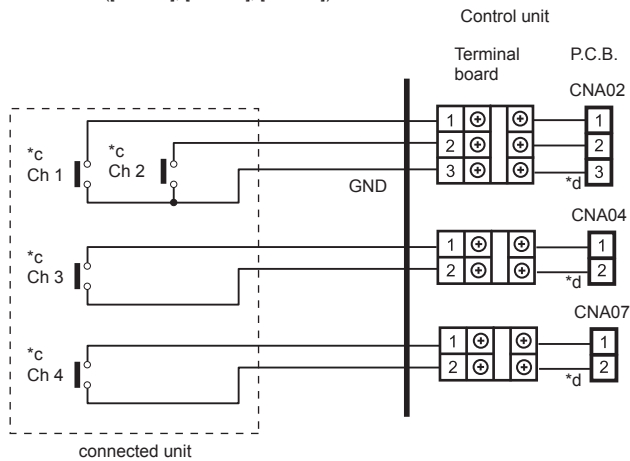 Control unit
Terminal board
P.C.B.
CNA02
1
2
3
1
2
3
*d
*c
Ch 1
*c
Ch 2
GND
CNA04
1
2
1
2
*d
*c
Ch 3
CNA07
1
2
1
2
*d
*c
Ch 4
connected unit